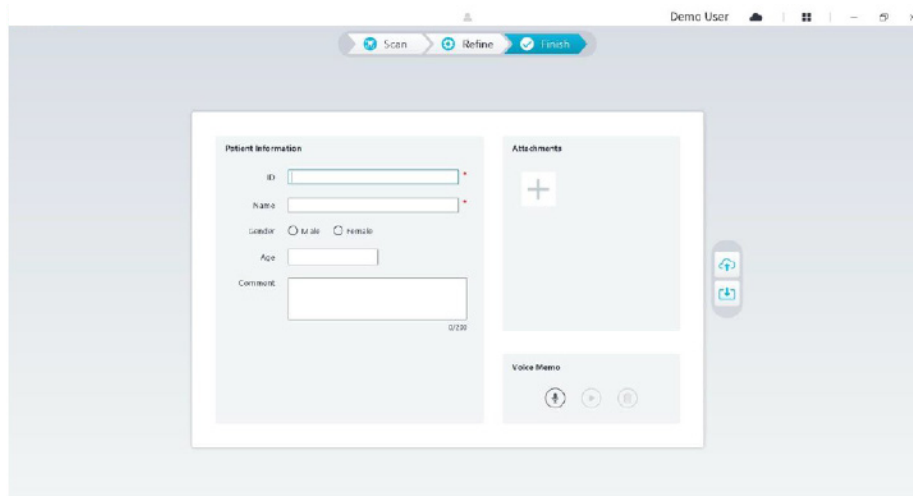 Demo User
Scan Refine Finish
Patient Information
ID *
Name *
Gender Male Female
Age
Comment
0/200
Attachments
Voice Memo